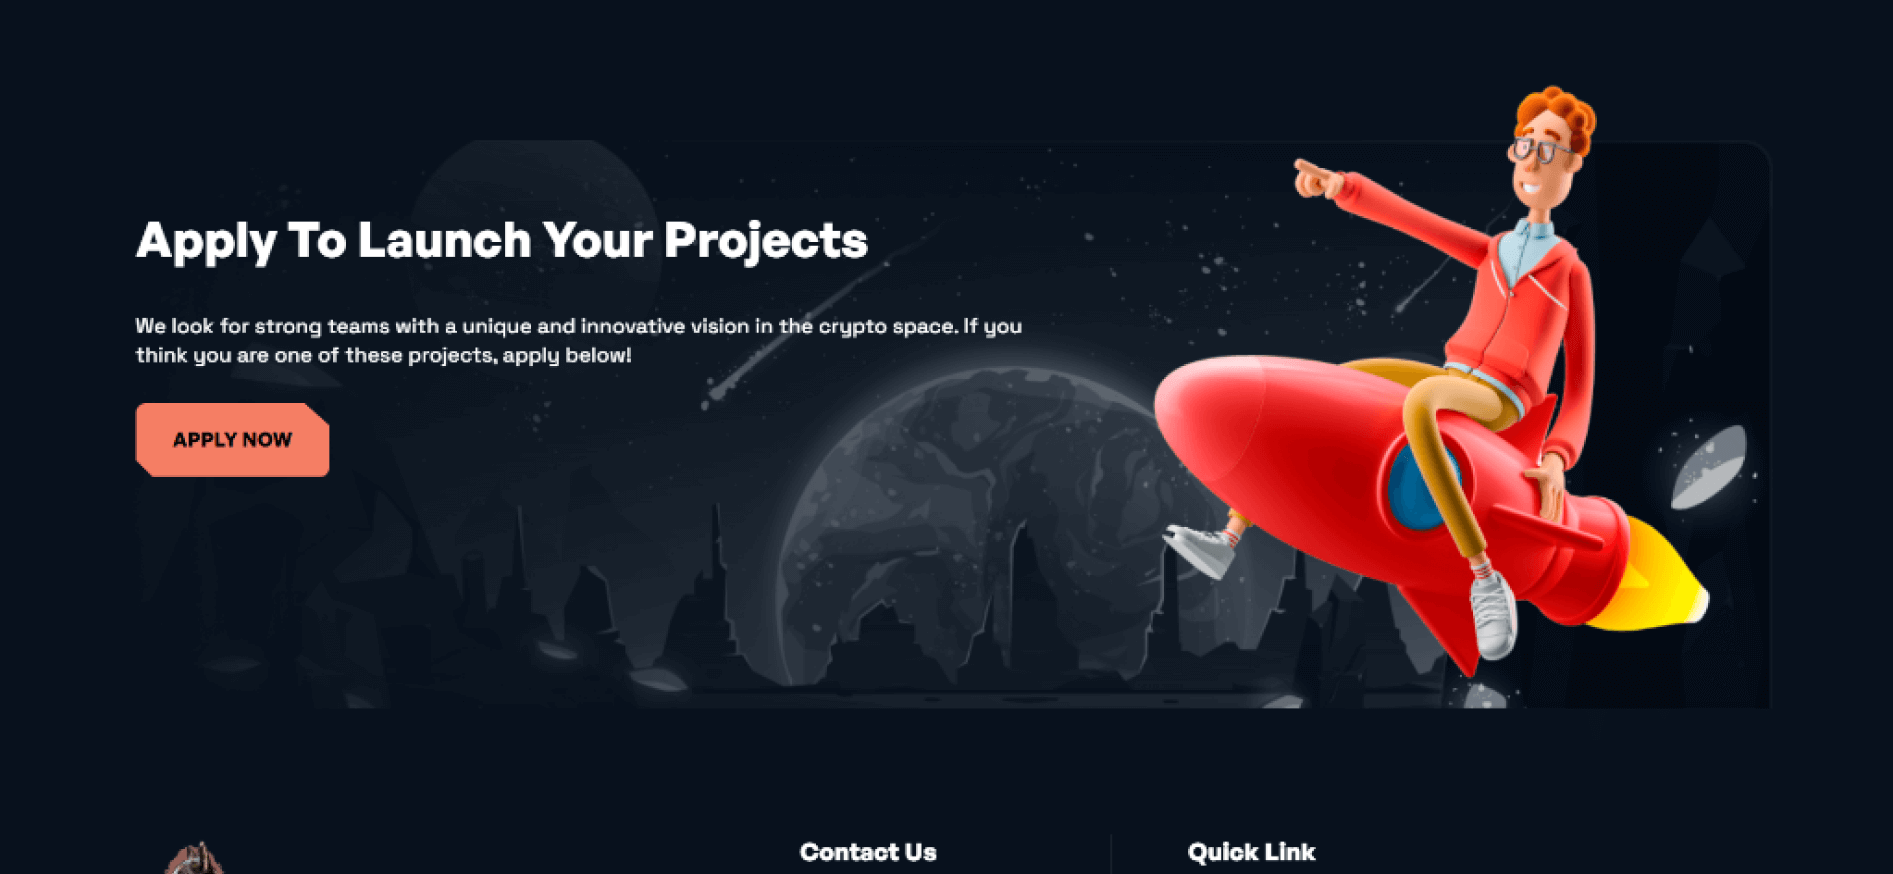 Apply To Launch Your Projects
We look for strong teams with a unique and innovative vision in the crypto space. If you
think you are one of these projects, apply below!
APPLY NOW
Contact Us
Quick Link